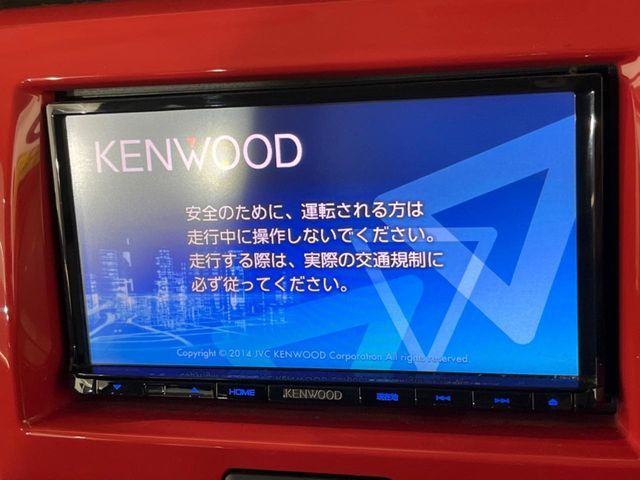 KENWOOD
安全のために、運転される方は
走行中に操作しないでください。
走行する際は、実際の交通規制に
必ず従ってください。
Copyright © 2014 JVC KENWOOD Corporation All rights reserved.
HOME
KENWOOD
現在地